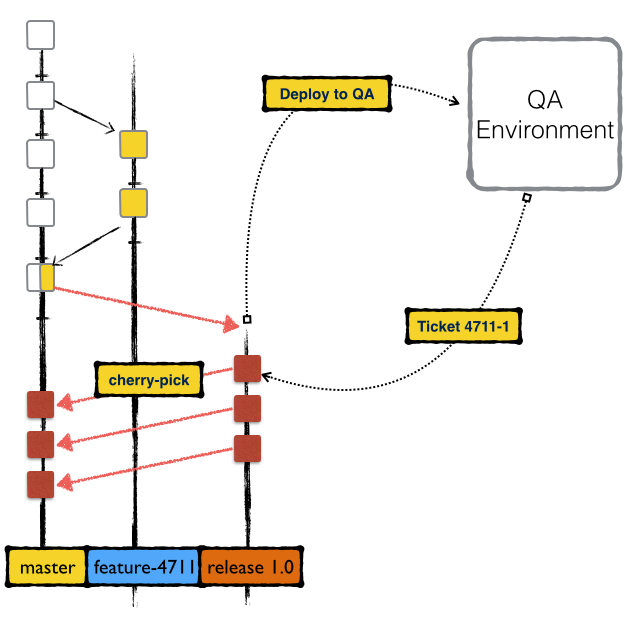 Deploy to QA
QA
Environment
Ticket 4711-1
cherry-pick
master
feature-4711
release 1.0